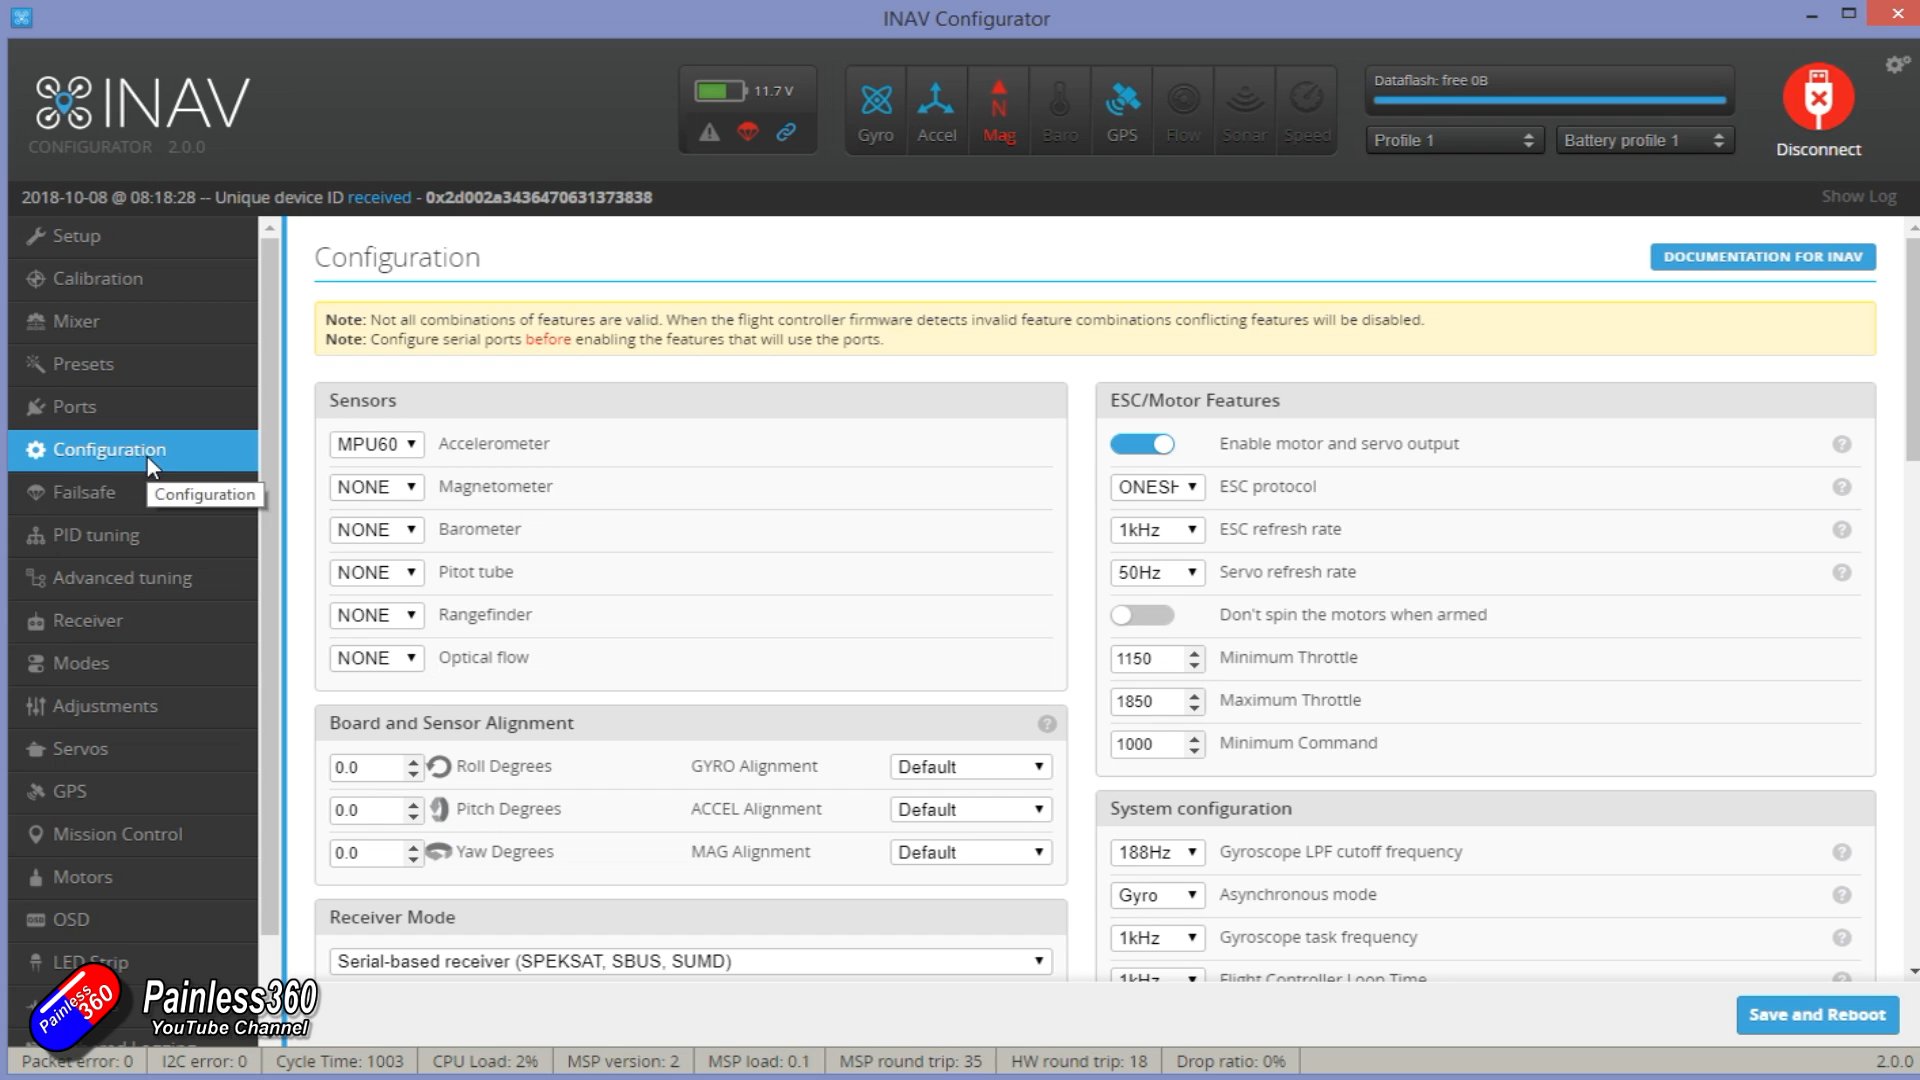 INAV Configurator
INAV
CONFIGURATOR 2.0.0
11.7 V
Gyro
Accel
N
Mag
Baro
GPS
Flow
Sonar
Speed
Dataflash: free 0B
Profile 1
Battery profile 1
Disconnect
2018-10-08 @ 08:18:28 -- Unique device ID received - 0x2d002a3436470631373838
Show Log
Setup
Calibration
Mixer
Presets
Ports
Configuration
Failsafe
Configuration
PID tuning
Advanced tuning
Receiver
Modes
Adjustments
Servos
GPS
Mission Control
Motors
OSD
LED Strip
Configuration
DOCUMENTATION FOR INAV
Note: Not all combinations of features are valid. When the flight controller firmware detects invalid feature combinations conflicting features will be disabled.
Note: Configure serial ports before enabling the features that will use the ports.
Sensors
MPU60 Accelerometer
NONE Magnetometer
NONE Barometer
NONE Pitot tube
NONE Rangefinder
NONE Optical flow
Board and Sensor Alignment
0.0 Roll Degrees GYRO Alignment Default
0.0 Pitch Degrees ACCEL Alignment Default
0.0 Yaw Degrees MAG Alignment Default
Receiver Mode
Serial-based receiver (SPEKSAT, SBUS, SUMD)
ESC/Motor Features
Enable motor and servo output
ONESH ESC protocol
1kHz ESC refresh rate
50Hz Servo refresh rate
Don't spin the motors when armed
1150 Minimum Throttle
1850 Maximum Throttle
1000 Minimum Command
System configuration
188Hz Gyroscope LPF cutoff frequency
Gyro Asynchronous mode
1kHz Gyroscope task frequency
1kHz Flight Controller Loop Time
Save and Reboot
Painless 360
Painless360
YouTube Channel
Packet error: 0 I2C error: 0 Cycle Time: 1003 CPU Load: 2% MSP version: 2 MSP load: 0.1 MSP round trip: 35 HW round trip: 18 Drop ratio: 0% 2.0.0